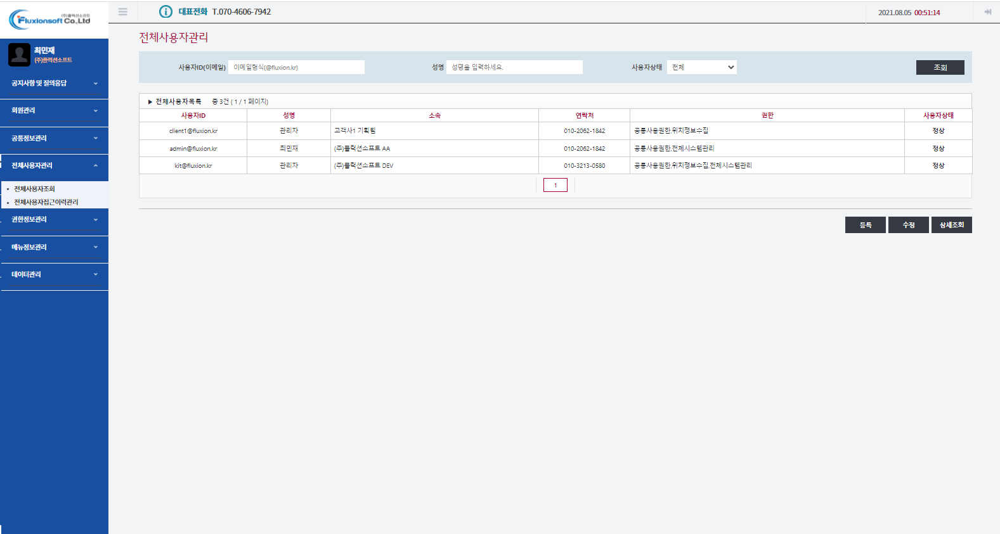 (주)플럭션소프트
Fluxionsoft Co.,Ltd
대표전화 T.070-4606-7942
2021.08.05 00:51:14
최민재
(주)플럭션소프트
공지사항 및 질의응답
회원관리
공통정보관리
전체사용자관리
전체사용자조회
전체사용자접근이력관리
권한정보관리
메뉴정보관리
데이터관리
전체사용자관리
사용자ID(이메일) 이메일형식(@fluxion.kr) 성명 성명을 입력하세요. 사용자상태 전체 조회
▶ 전체사용자목록 총 3건 ( 1 / 1 페이지)
사용자ID 성명 소속 연락처 권한 사용자상태
client1@fluxion.kr 관리자 고객사1 기획팀 010-2062-1842 공통사용권한,위치정보수집 정상
admin@fluxion.kr 최민재 (주)플럭션소프트 AA 010-2062-1842 공통사용권한,전체시스템관리 정상
kit@fluxion.kr 관리자 (주)플럭션소프트 DEV 010-3213-0580 공통사용권한,위치정보수집,전체시스템관리 정상
1
등록 수정 상세조회